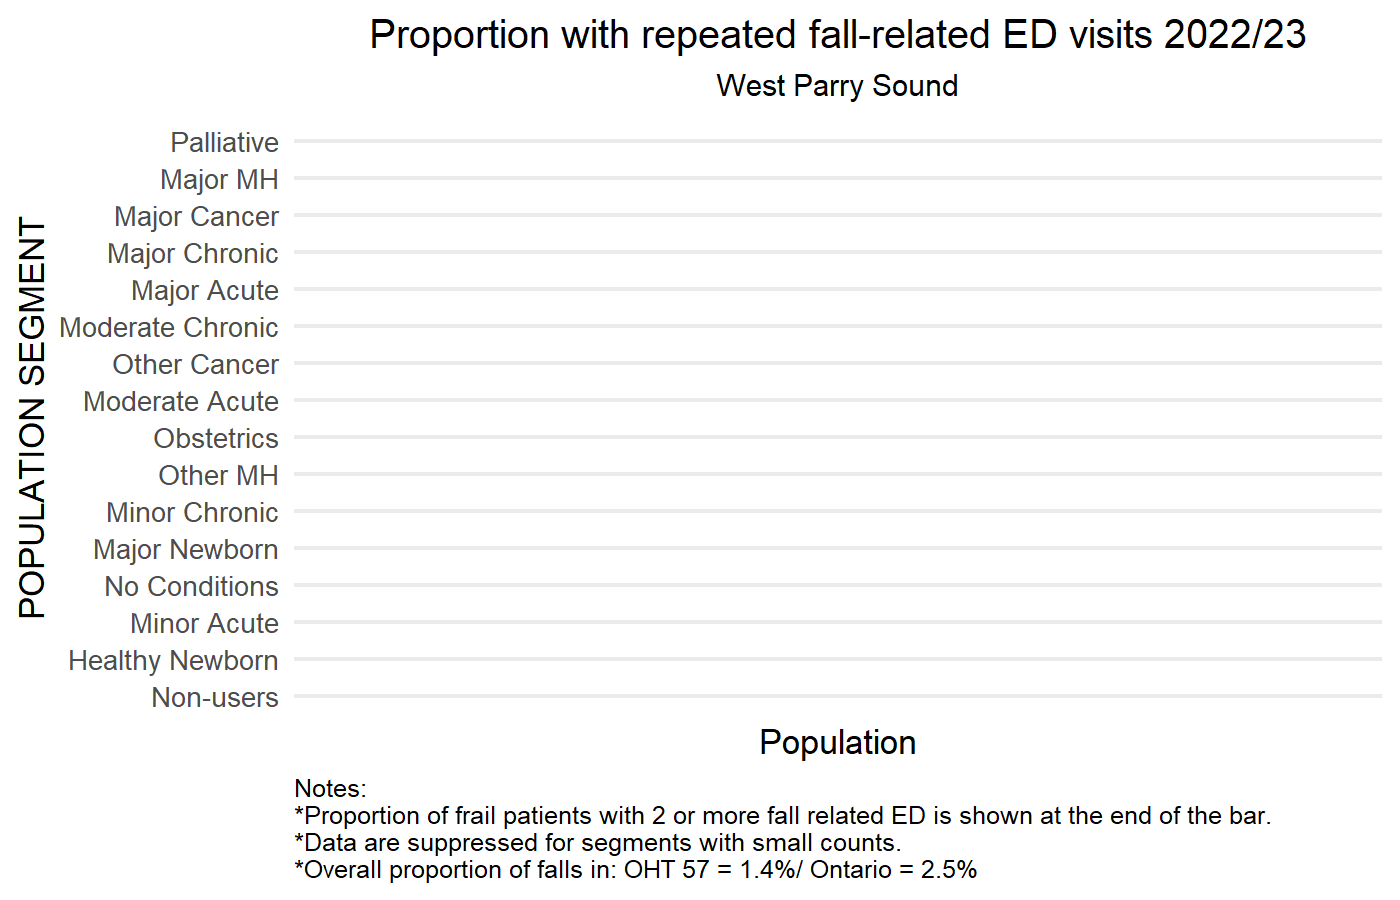 Proportion with repeated fall-related ED visits 2022/23
West Parry Sound
POPULATION SEGMENT
Palliative
Major MH
Major Cancer
Major Chronic
Major Acute
Moderate Chronic
Other Cancer
Moderate Acute
Obstetrics
Other MH
Minor Chronic
Major Newborn
No Conditions
Minor Acute
Healthy Newborn
Non-users
Population
Notes:
*Proportion of frail patients with 2 or more fall related ED is shown at the end of the bar.
*Data are suppressed for segments with small counts.
*Overall proportion of falls in: OHT 57 = 1.4%/ Ontario = 2.5%